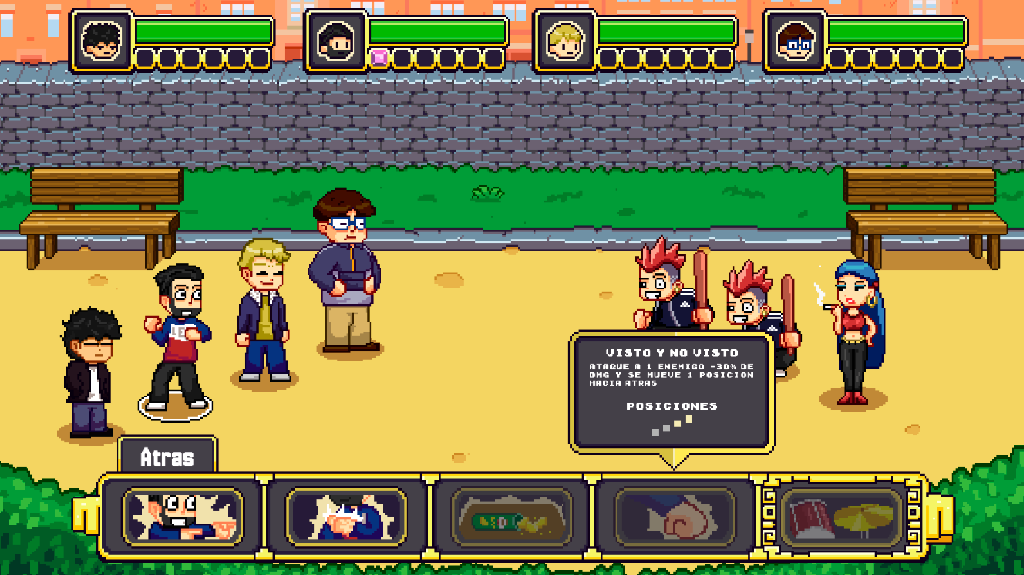 VISTO Y NO VISTO
ATAQUE A 1 ENEMIGO -30% DE
DMG Y SE MUEVE 1 POSICION
HACIA ATRAS
POSICIONES
Atras